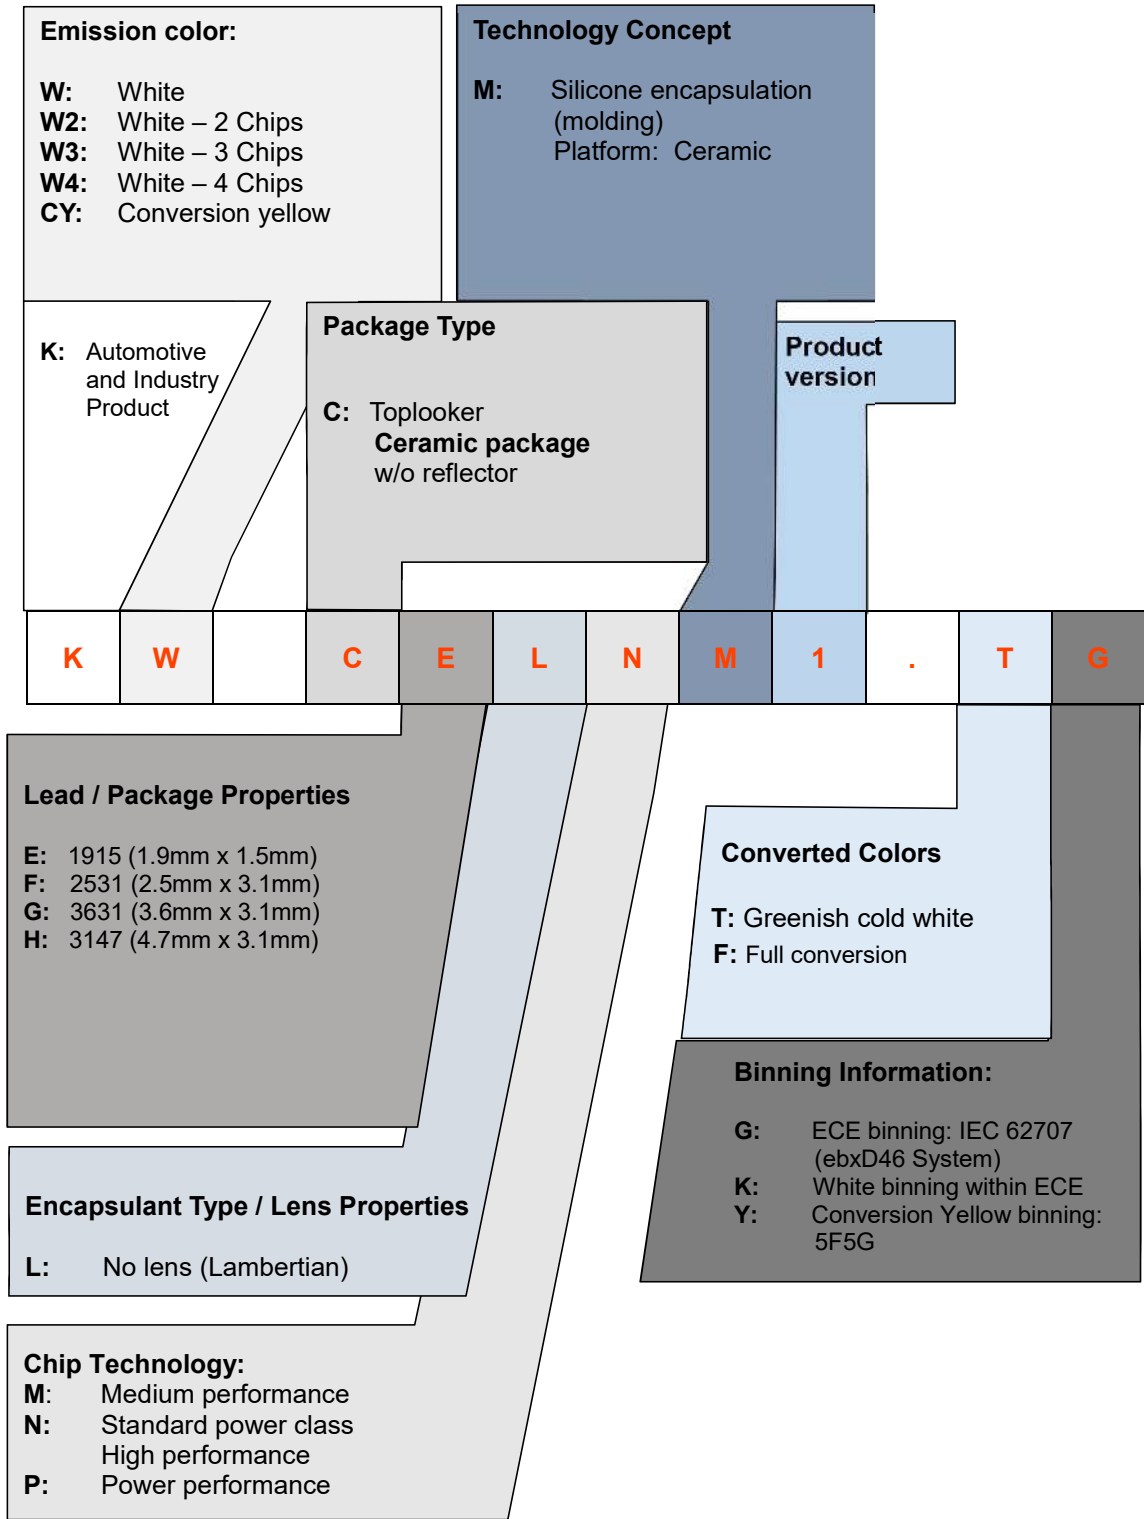 Emission color:
W: White
W2: White – 2 Chips
W3: White – 3 Chips
W4: White – 4 Chips
CY: Conversion yellow
Technology Concept
M: Silicone encapsulation
(molding)
Platform: Ceramic
K: Automotive
and Industry
Product
Package Type
C: Toplooker
Ceramic package
w/o reflector
Product
version
K W C E L N M 1 . T G
Lead / Package Properties
E: 1915 (1.9mm x 1.5mm)
F: 2531 (2.5mm x 3.1mm)
G: 3631 (3.6mm x 3.1mm)
H: 3147 (4.7mm x 3.1mm)
Converted Colors
T: Greenish cold white
F: Full conversion
Binning Information:
G: ECE binning: IEC 62707
(ebxD46 System)
K: White binning within ECE
Y: Conversion Yellow binning:
5F5G
Encapsulant Type / Lens Properties
L: No lens (Lambertian)
Chip Technology:
M: Medium performance
N: Standard power class
High performance
P: Power performance